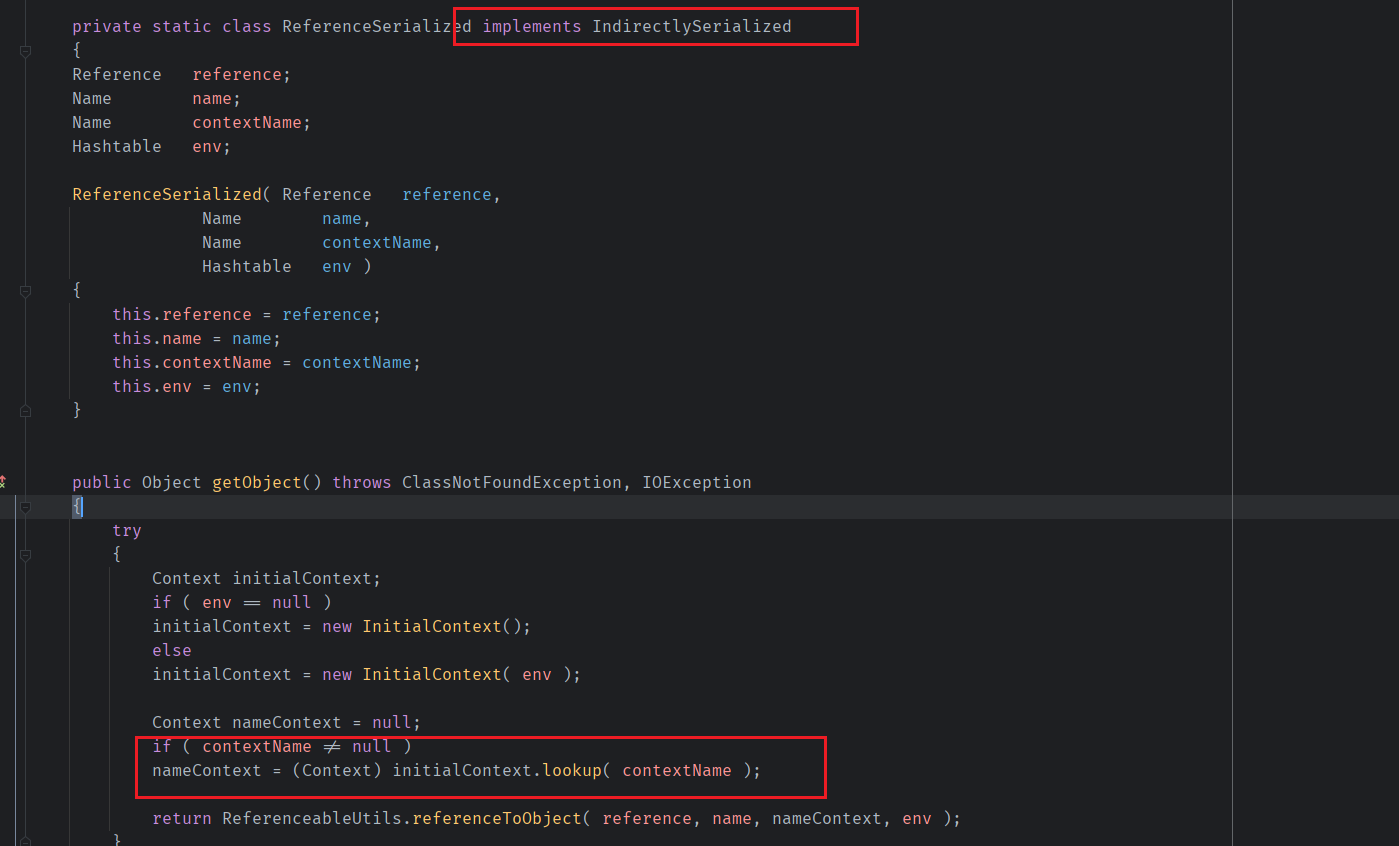 private static class ReferenceSerialized implements IndirectlySerialized
{
Reference   reference;
Name        name;
Name        contextName;
Hashtable   env;
ReferenceSerialized( Reference   reference,
             Name        name,
             Name        contextName,
             Hashtable   env )
{
    this.reference = reference;
    this.name = name;
    this.contextName = contextName;
    this.env = env;
}
public Object getObject() throws ClassNotFoundException, IOException
{
    try
    {
        Context initialContext;
        if ( env == null )
        initialContext = new InitialContext();
        else
        initialContext = new InitialContext( env );
        Context nameContext = null;
        if ( contextName != null )
        nameContext = (Context) initialContext.lookup( contextName );
        return ReferenceableUtils.referenceToObject( reference, name, nameContext, env );
    }